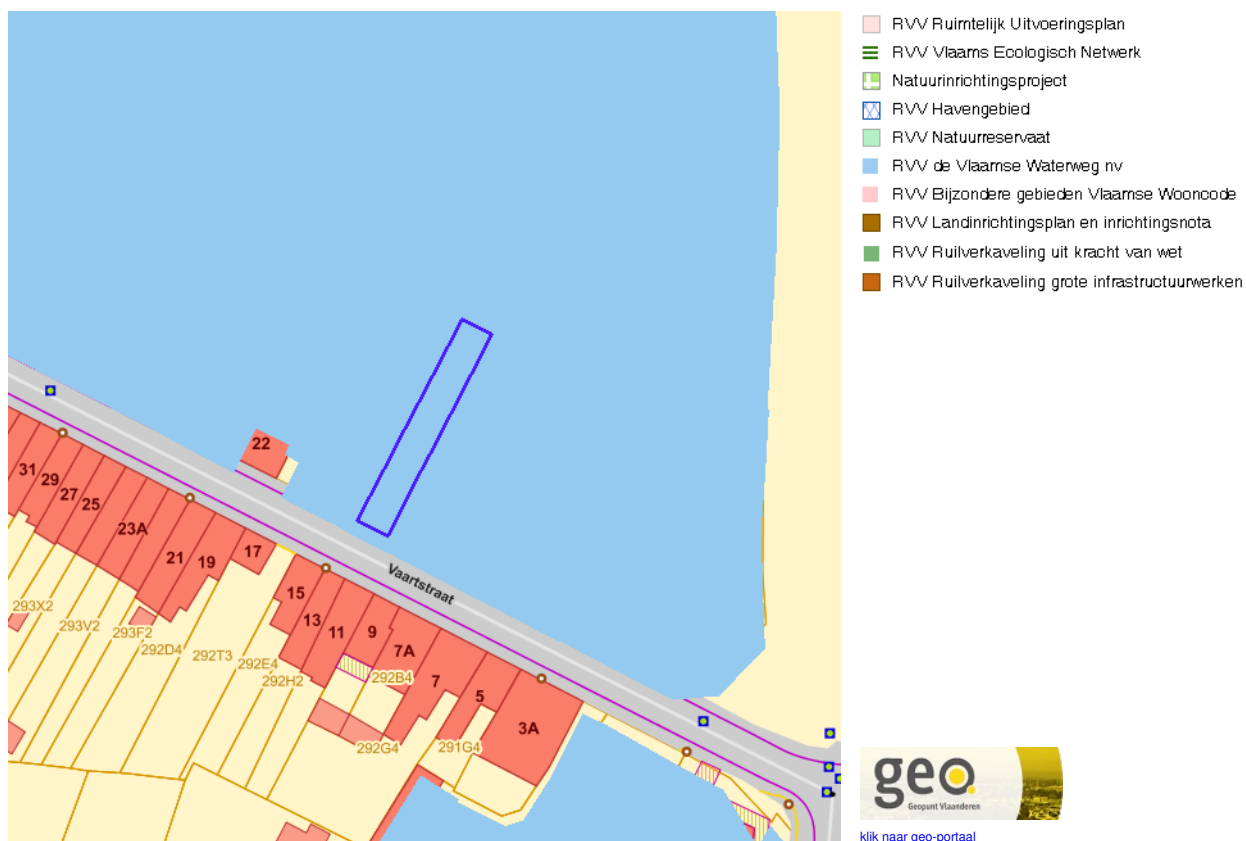 RVV Ruimtelijk Uitvoeringsplan
RVV Vlaams Ecologisch Netwerk
Natuurinrichtingsproject
RVV Havengebied
RVV Natuurreservaat
RVV de Vlaamse Waterweg nv
RVV Bijzondere gebieden Vlaamse Wooncode
RVV Landinrichtingsplan en inrichtingsnota
RVV Ruilverkaveling uit kracht van wet
RVV Ruilverkaveling grote infrastructuurwerken
22
31
29
27
25
23A
21
19
17
15
13
11
9
7A
7
5
3A
Vaartstraat
293X2
293V2
293F2
292D4
292T3
292E4
292H2
292B4
292G4
291G4
geo
Geopunt Vlaanderen
klik naar geo-portaal